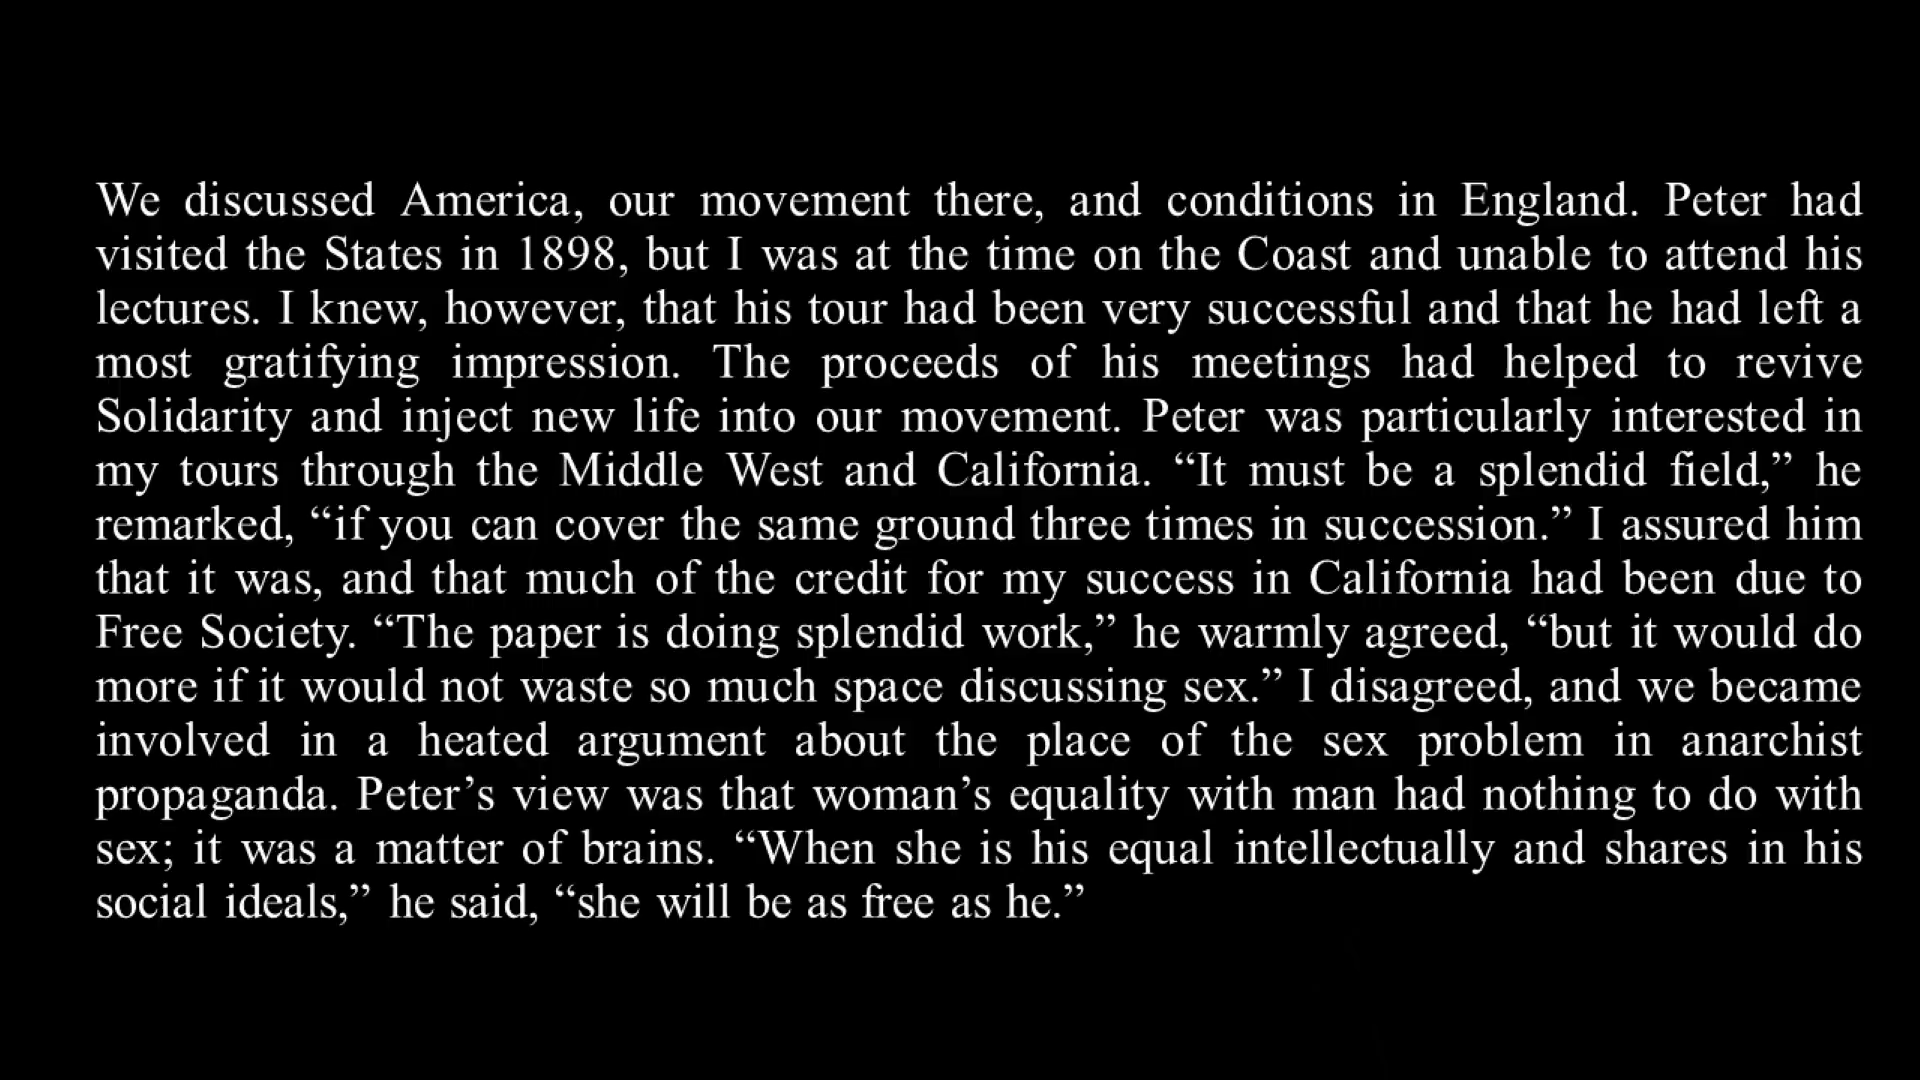 We discussed America, our movement there, and conditions in England. Peter had
visited the States in 1898, but I was at the time on the Coast and unable to attend his
lectures. I knew, however, that his tour had been very successful and that he had left a
most gratifying impression. The proceeds of his meetings had helped to revive
Solidarity and inject new life into our movement. Peter was particularly interested in
my tours through the Middle West and California. “It must be a splendid field,” he
remarked, “if you can cover the same ground three times in succession.” I assured him
that it was, and that much of the credit for my success in California had been due to
Free Society. “The paper is doing splendid work,” he warmly agreed, “but it would do
more if it would not waste so much space discussing sex.” I disagreed, and we became
involved in a heated argument about the place of the sex problem in anarchist
propaganda. Peter’s view was that woman’s equality with man had nothing to do with
sex; it was a matter of brains. “When she is his equal intellectually and shares in his
social ideals,” he said, “she will be as free as he.”